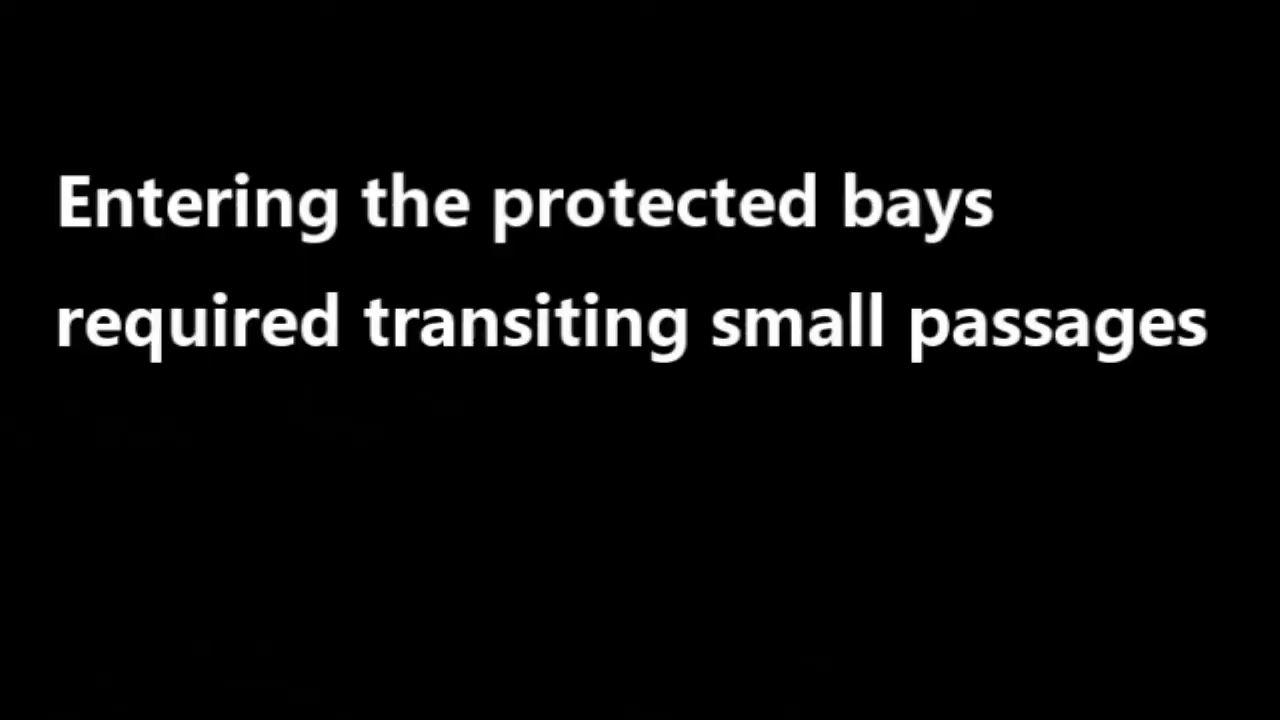 Entering the protected bays
required transiting small passages